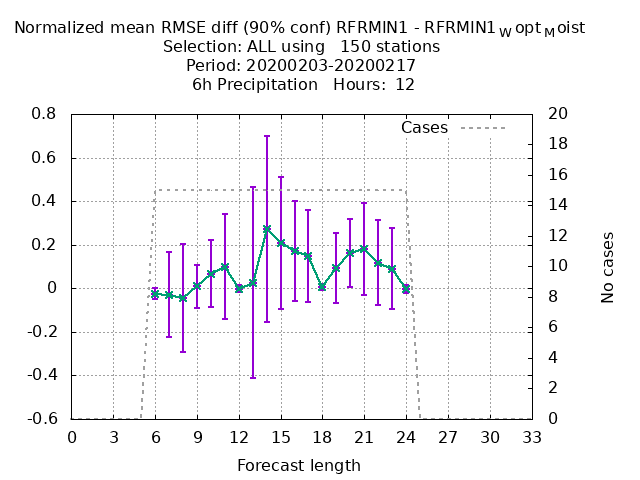 Normalized mean RMSE diff (90% conf) RFRMIN1 - RFRMIN1WoptMoist
Selection: ALL using   150 stations
Period: 20200203-20200217
6h Precipitation   Hours:  12
Cases
0.8
0.6
0.4
0.2
0
-0.2
-0.4
-0.6
20
18
16
14
12
10
8
6
4
2
0
No cases
0 3 6 9 12 15 18 21 24 27 30 33
Forecast length